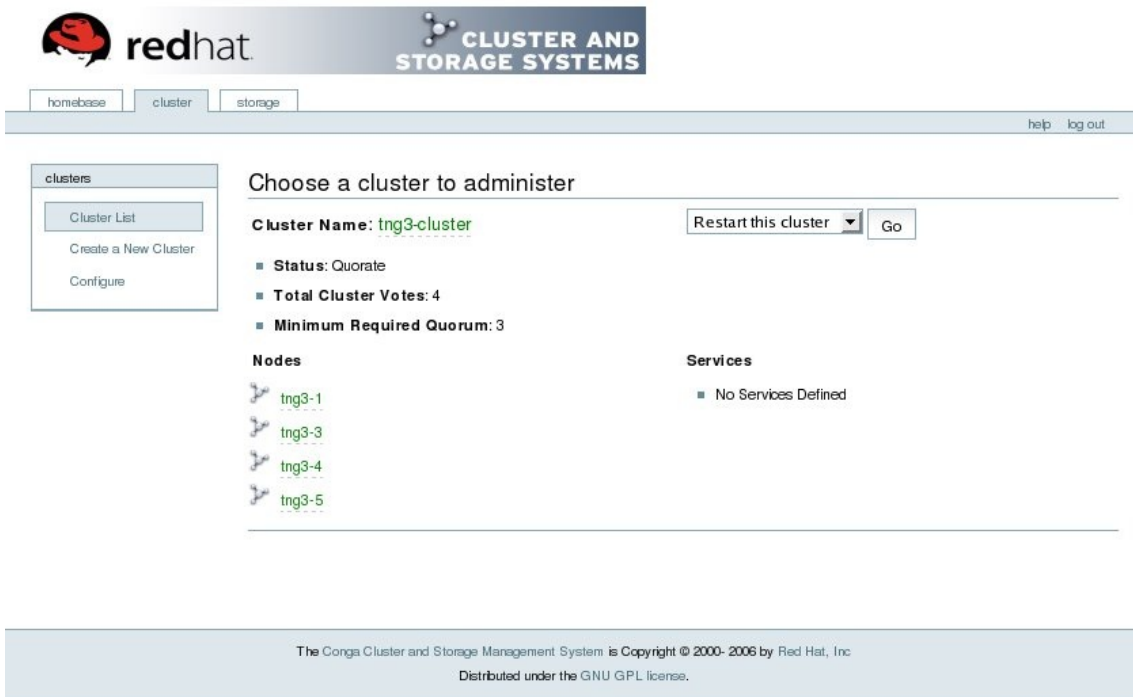 redhat.
CLUSTER AND
STORAGE SYSTEMS
homebase
cluster
storage
help
log out
clusters
Cluster List
Create a New Cluster
Configure
Choose a cluster to administer
Cluster Name: tng3-cluster
Restart this cluster
Go
Status: Quorate
Total Cluster Votes: 4
Minimum Required Quorum: 3
Nodes
tng3-1
tng3-3
tng3-4
tng3-5
Services
No Services Defined
The Conga Cluster and Storage Management System is Copyright © 2000- 2006 by Red Hat, Inc
Distributed under the GNU GPL license.